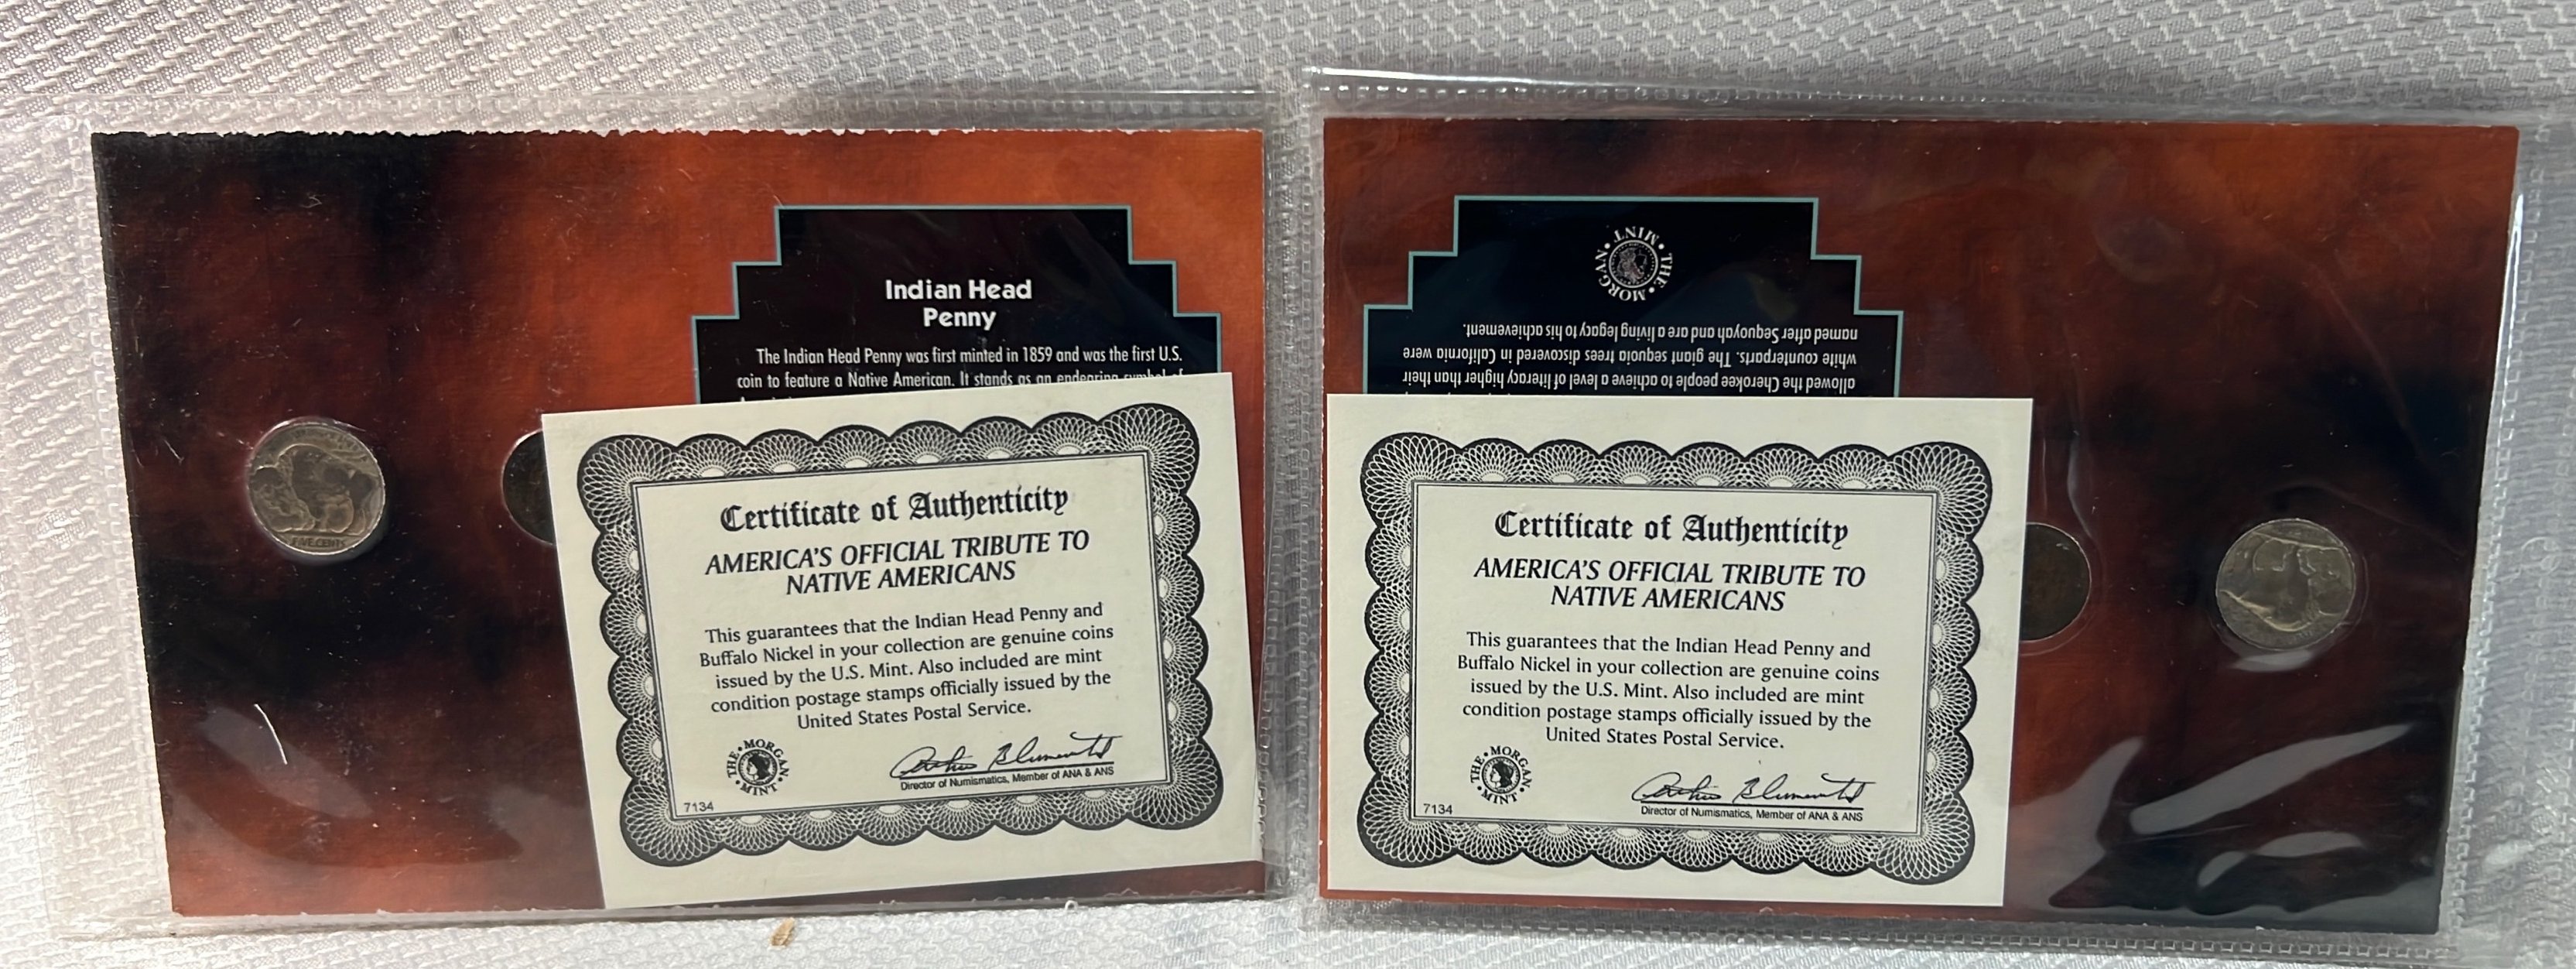 Indian Head
Penny
The Indian Head Penny was first minted in 1859 and was the first U.S.
coin to feature a Native American. It stands as an endearing symbol of
FIVE CENTS
Certificate of Authenticity
AMERICA'S OFFICIAL TRIBUTE TO
NATIVE AMERICANS
This guarantees that the Indian Head Penny and
Buffalo Nickel in your collection are genuine coins
issued by the U.S. Mint. Also included are mint
condition postage stamps officially issued by the
United States Postal Service.
THE • MORGAN • MINT •
Director of Numismatics, Member of ANA & ANS
7134
allowed the Cherokee people to achieve a level of literacy higher than their
white counterparts. The giant sequoia trees discovered in California were
named after Sequoyah and are a living legacy to his achievement.
THE • MORGAN • MINT •
Certificate of Authenticity
AMERICA'S OFFICIAL TRIBUTE TO
NATIVE AMERICANS
This guarantees that the Indian Head Penny and
Buffalo Nickel in your collection are genuine coins
issued by the U.S. Mint. Also included are mint
condition postage stamps officially issued by the
United States Postal Service.
THE • MORGAN • MINT •
Director of Numismatics, Member of ANA & ANS
7134